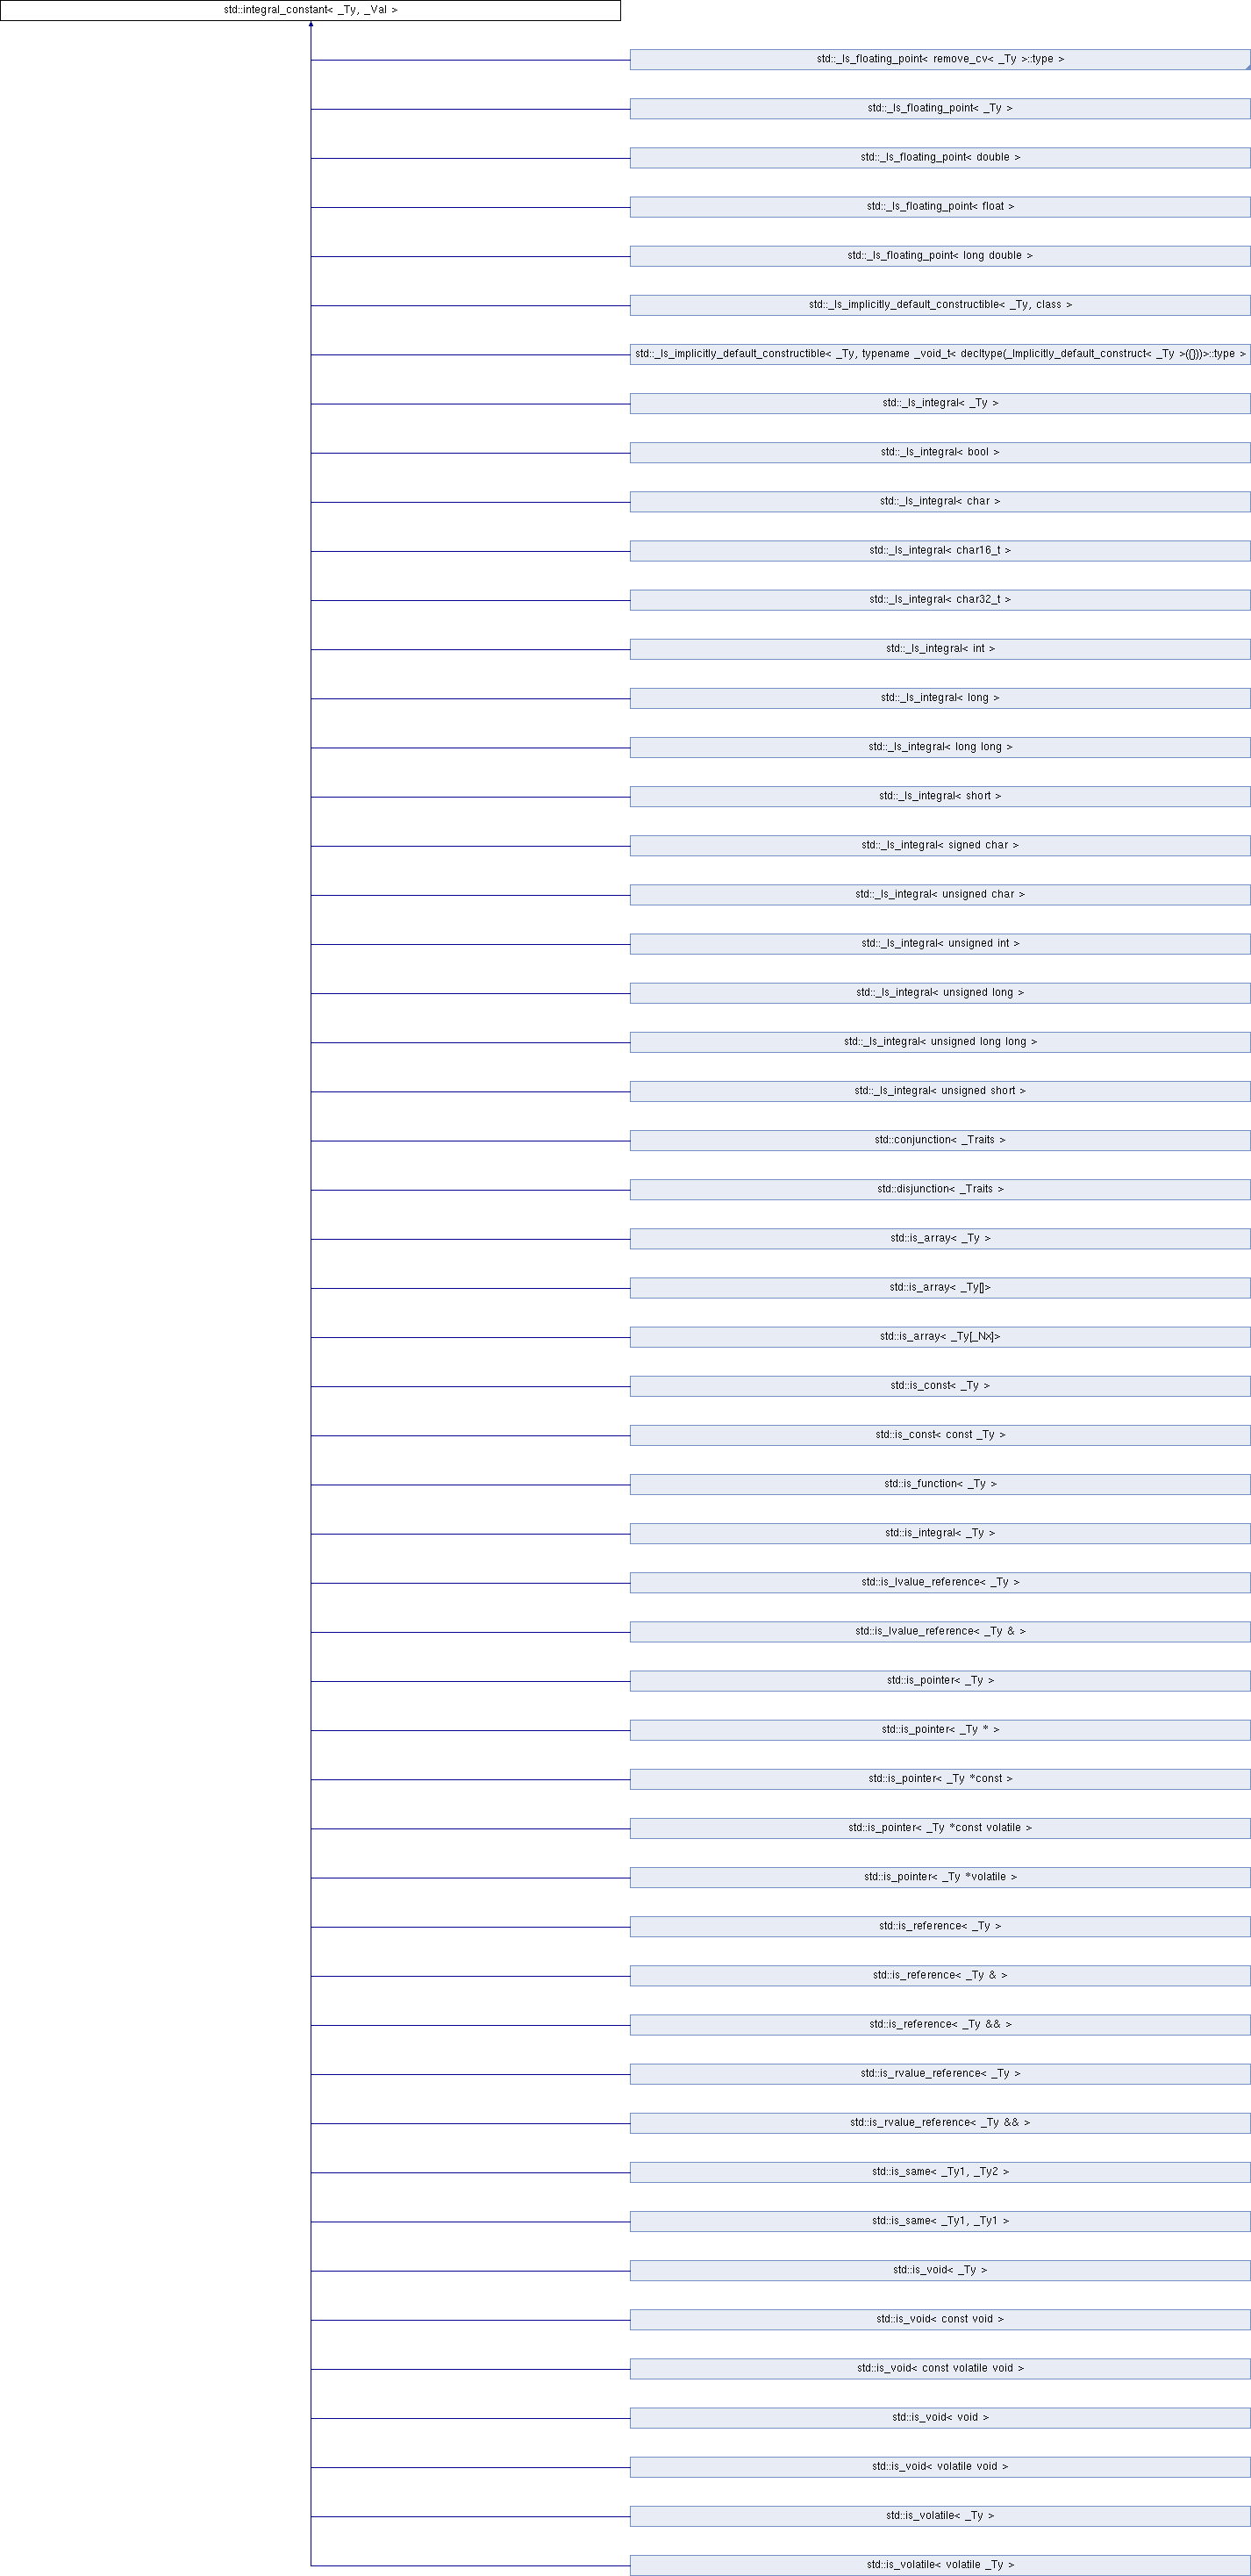 std::integral_constant< _Ty, _Val >
std::_Is_floating_point< remove_cv< _Ty >::type >
std::_Is_floating_point< _Ty >
std::_Is_floating_point< double >
std::_Is_floating_point< float >
std::_Is_floating_point< long double >
std::_Is_implicitly_default_constructible< _Ty, class >
std::_Is_implicitly_default_constructible< _Ty, typename _void_t< decltype(_Implicitly_default_construct< _Ty >({}))>::type >
std::_Is_integral< _Ty >
std::_Is_integral< bool >
std::_Is_integral< char >
std::_Is_integral< char16_t >
std::_Is_integral< char32_t >
std::_Is_integral< int >
std::_Is_integral< long >
std::_Is_integral< long long >
std::_Is_integral< short >
std::_Is_integral< signed char >
std::_Is_integral< unsigned char >
std::_Is_integral< unsigned int >
std::_Is_integral< unsigned long >
std::_Is_integral< unsigned long long >
std::_Is_integral< unsigned short >
std::conjunction< _Traits >
std::disjunction< _Traits >
std::is_array< _Ty >
std::is_array< _Ty[]>
std::is_array< _Ty[_Nx]>
std::is_const< _Ty >
std::is_const< const _Ty >
std::is_function< _Ty >
std::is_integral< _Ty >
std::is_lvalue_reference< _Ty >
std::is_lvalue_reference< _Ty & >
std::is_pointer< _Ty >
std::is_pointer< _Ty * >
std::is_pointer< _Ty *const >
std::is_pointer< _Ty *const volatile >
std::is_pointer< _Ty *volatile >
std::is_reference< _Ty >
std::is_reference< _Ty & >
std::is_reference< _Ty && >
std::is_rvalue_reference< _Ty >
std::is_rvalue_reference< _Ty && >
std::is_same< _Ty1, _Ty2 >
std::is_same< _Ty1, _Ty1 >
std::is_void< _Ty >
std::is_void< const void >
std::is_void< const volatile void >
std::is_void< void >
std::is_void< volatile void >
std::is_volatile< _Ty >
std::is_volatile< volatile _Ty >